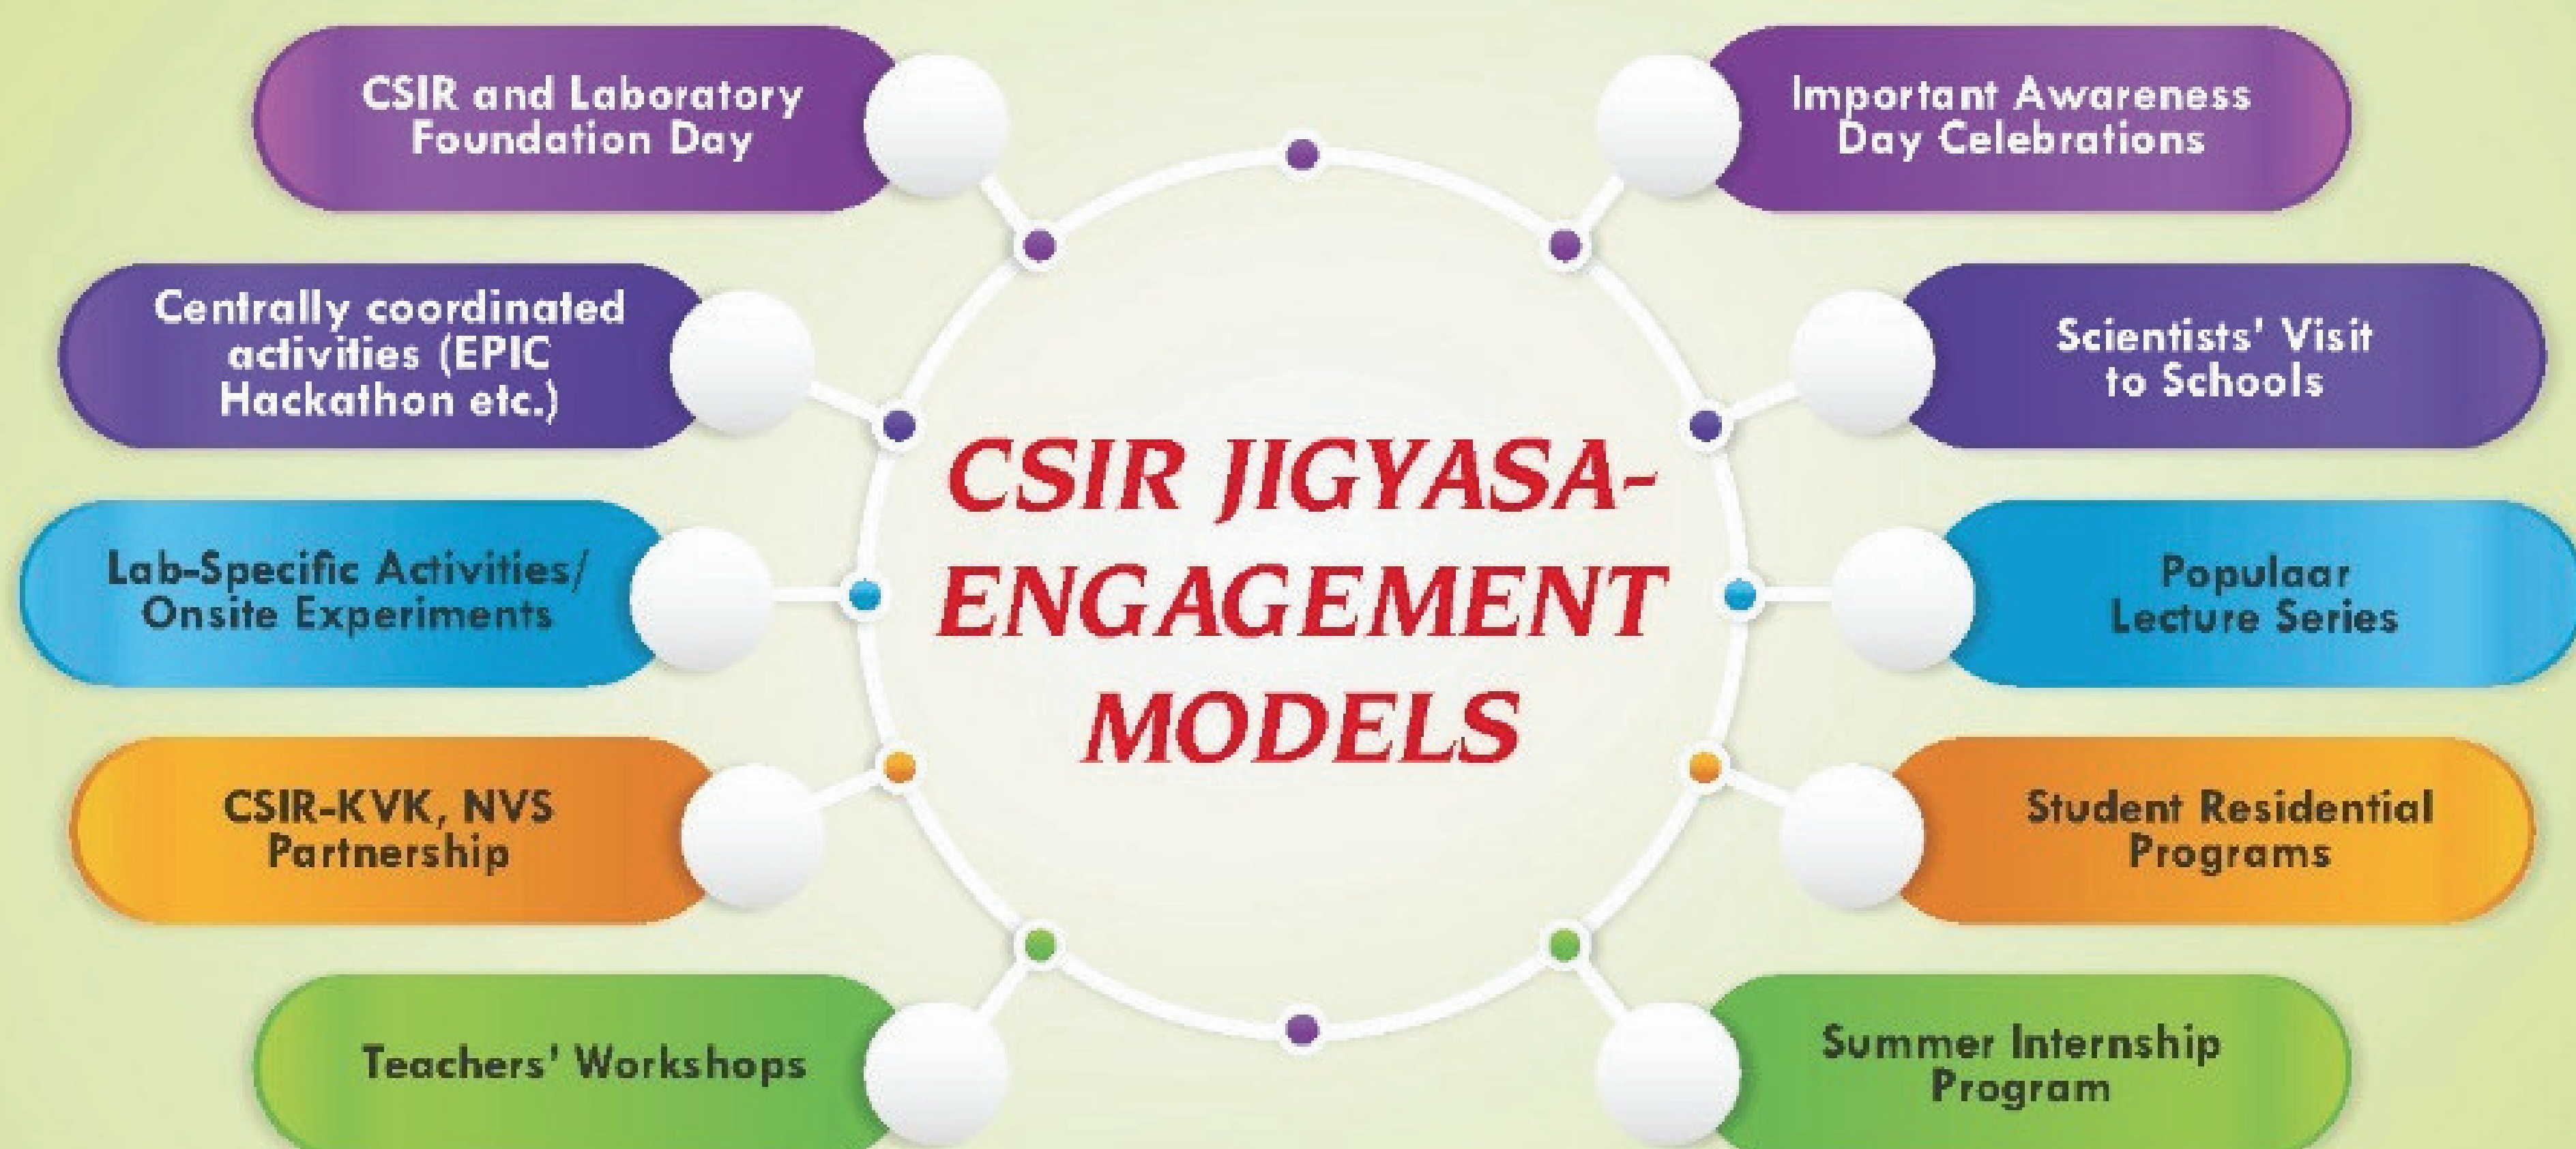 CSIR and Laboratory
Foundation Day
Important Awareness
Day Celebrations
Centrally coordinated
activities (EPIC
Hackathon etc.)
Scientists' Visit
to Schools
CSIR JIGYASA-
ENGAGEMENT
MODELS
Lab-Specific Activities/
Onsite Experiments
Populaar
Lecture Series
CSIR-KVK, NVS
Partnership
Student Residential
Programs
Teachers' Workshops
Summer Internship
Program